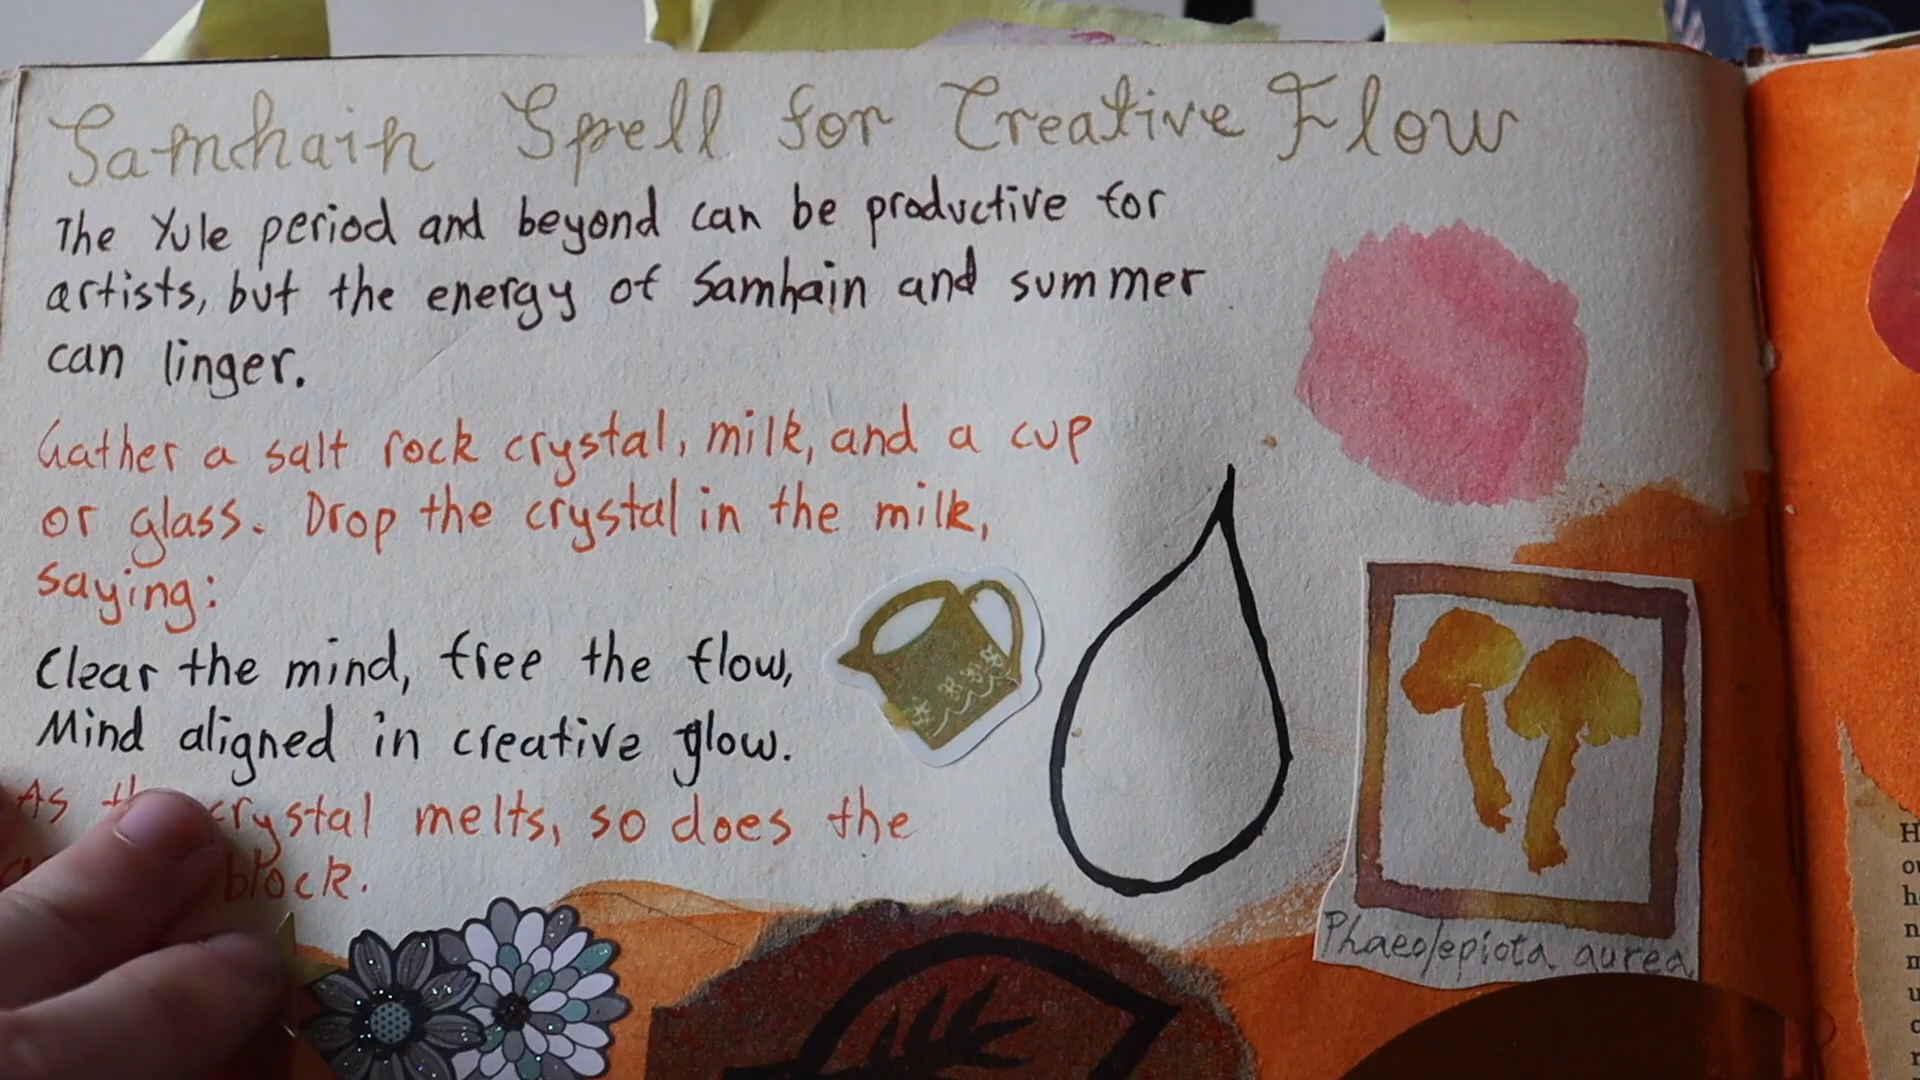 Samhain Spell for Creative Flow
The Yule period and beyond can be productive for
artists, but the energy of Samhain and summer
can linger.
Gather a salt rock crystal, milk, and a cup
or glass. Drop the crystal in the milk,
saying:
Clear the mind, free the flow,
Mind aligned in creative glow.
As the crystal melts, so does the
block.
Phaeolepiota aurea